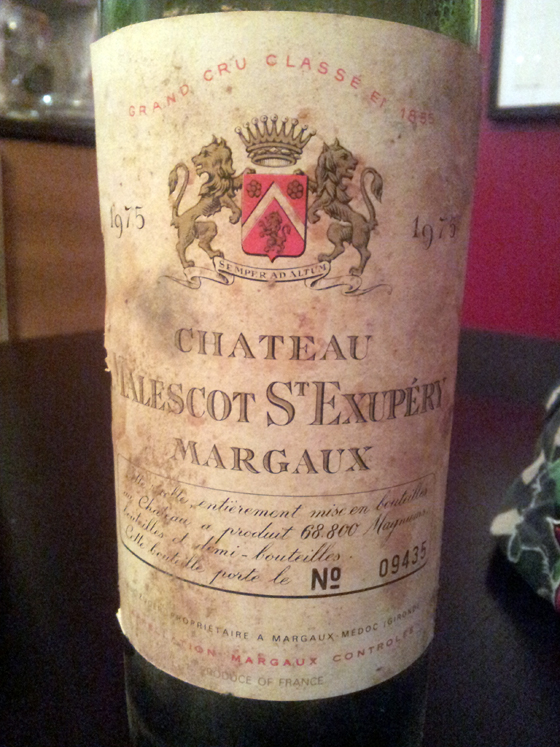 GRAND CRU CLASSÉ EN 1855
1975 1975
SEMPER AD ALTUM
CHATEAU
MALESCOT ST EXUPÉRY
MARGAUX
entièrement mise en bouteilles
au Château a produit 68.800 Magnums,
bouteilles et demi-bouteilles.
Cette bouteille porte le No 09435
PROPRIÉTAIRE A MARGAUX-MEDOC (GIRONDE)
APPELLATION MARGAUX CONTROLÉE
PRODUCE OF FRANCE